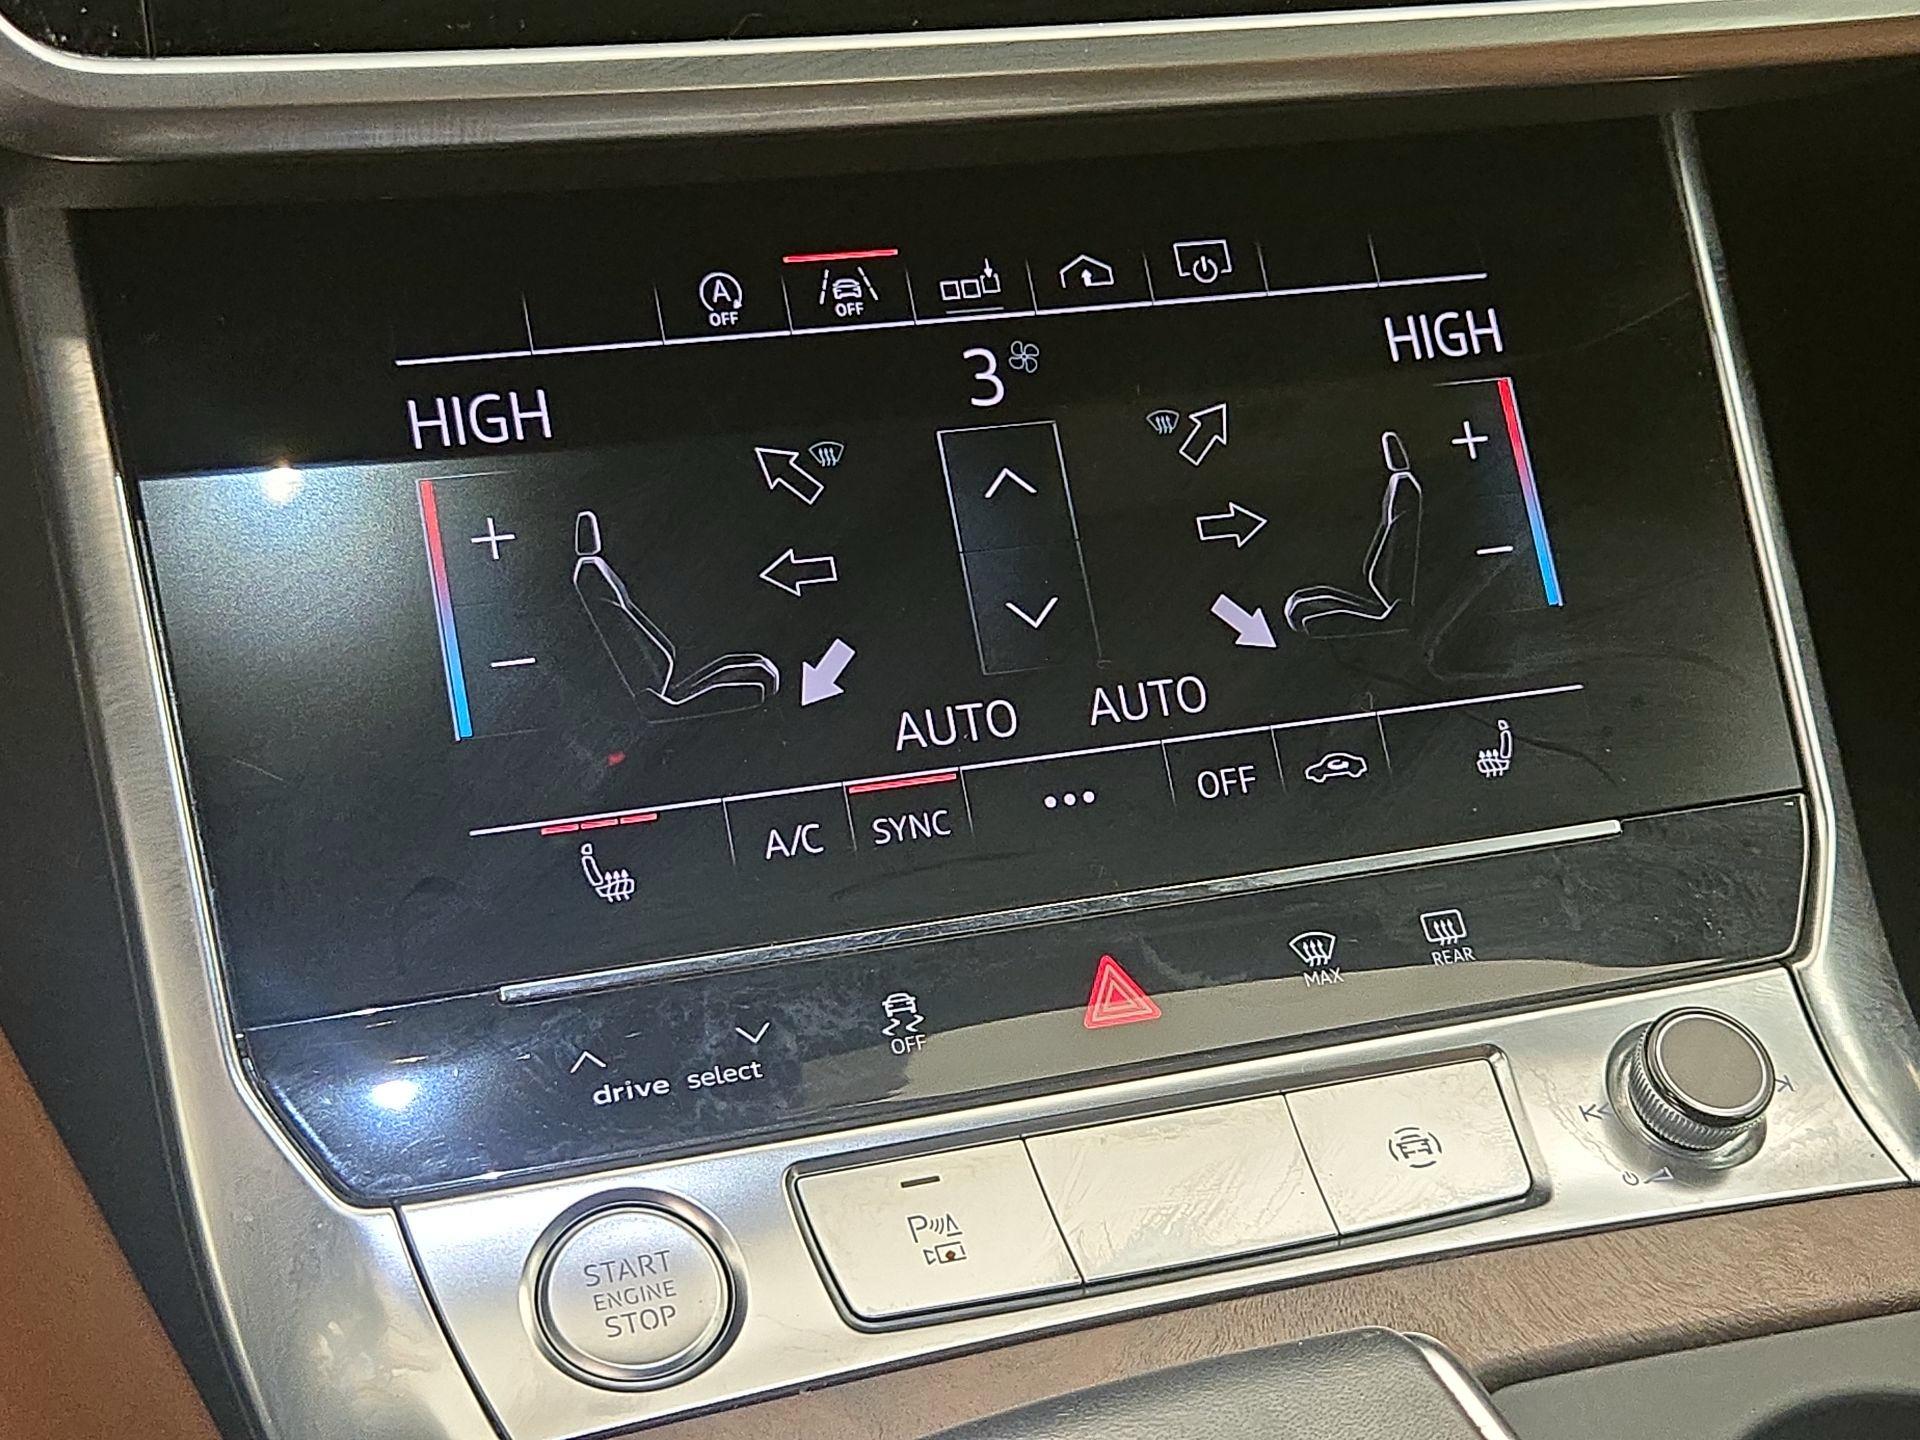 A
OFF
OFF
HIGH
3
HIGH
+
+
−
−
AUTO
AUTO
A/C
SYNC
•••
OFF
drive select
OFF
MAX
REAR
START
ENGINE
STOP
P